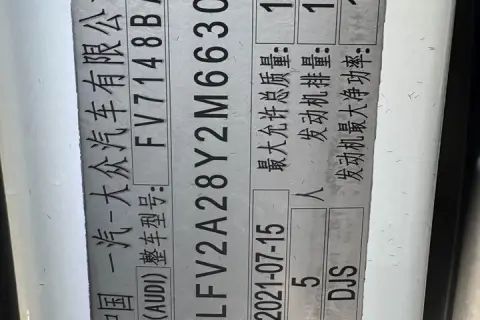 中国 一汽-大众汽车有限公
(AUDI) 整车型号: FV7148B
LFV2A28Y2M6630
2021-07-15 最大允许总质量: 1
5 人 发动机排量: 1
DJS 发动机最大净功率: